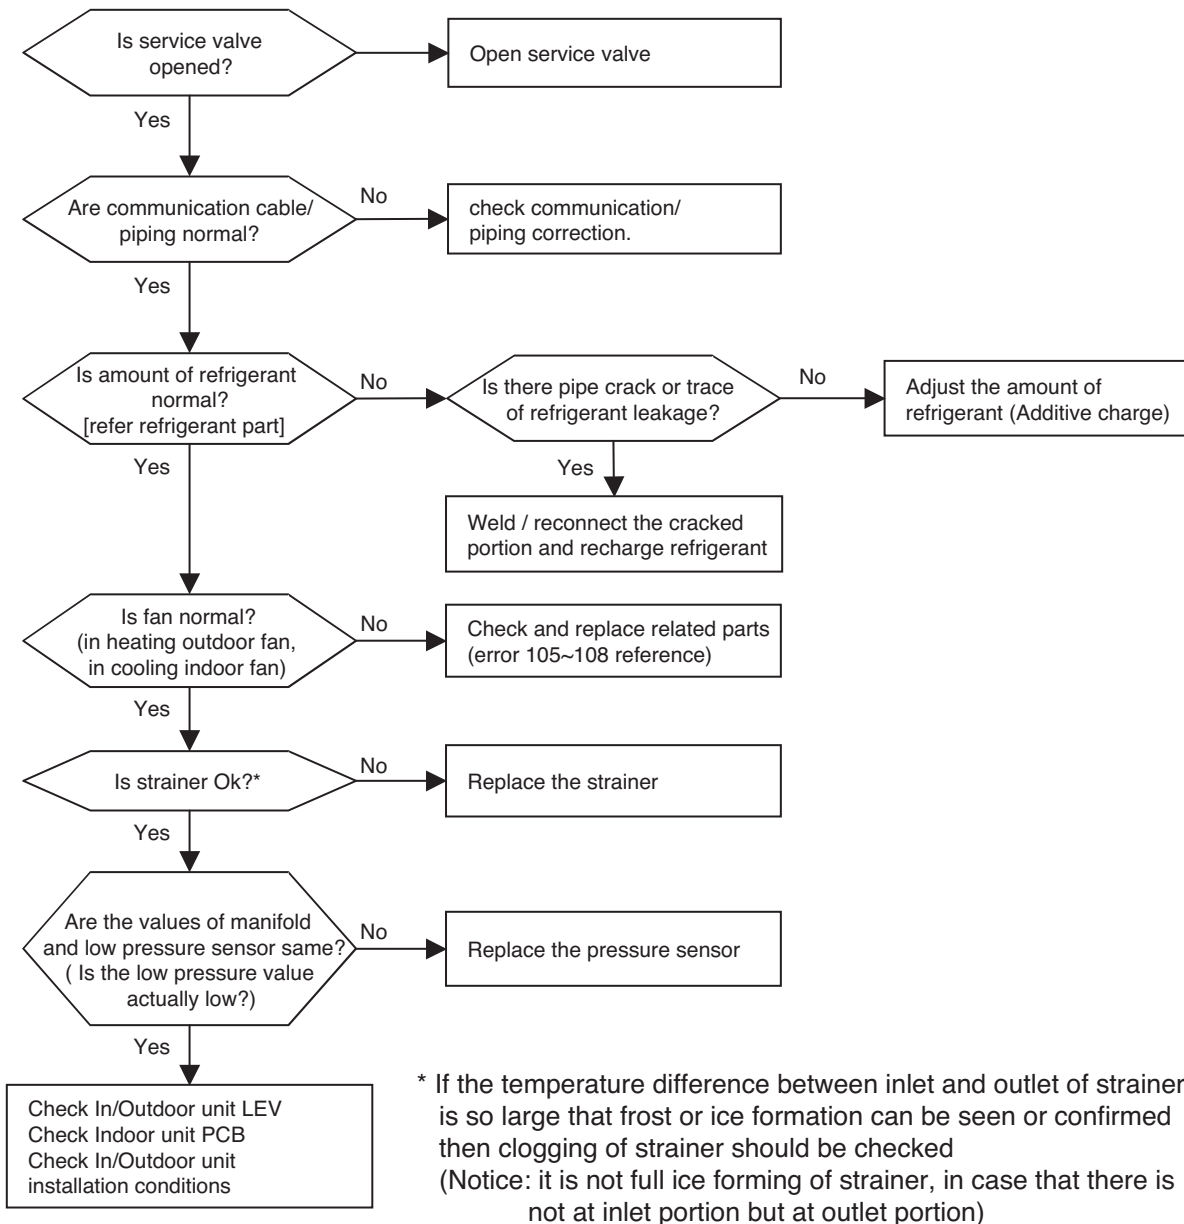 Is service valve
opened?
Open service valve
Yes
Are communication cable/
piping normal?
No
check communication/
piping correction.
Yes
Is amount of refrigerant
normal?
[refer refrigerant part]
No
Is there pipe crack or trace
of refrigerant leakage?
No
Adjust the amount of
refrigerant (Additive charge)
Yes
Yes
Weld / reconnect the cracked
portion and recharge refrigerant
Is fan normal?
(in heating outdoor fan,
in cooling indoor fan)
No
Check and replace related parts
(error 105~108 reference)
Yes
Is strainer Ok?*
No
Replace the strainer
Yes
Are the values of manifold
and low pressure sensor same?
( Is the low pressure value
actually low?)
No
Replace the pressure sensor
Yes
Check In/Outdoor unit LEV
Check Indoor unit PCB
Check In/Outdoor unit
installation conditions
* If the temperature difference between inlet and outlet of strainer
is so large that frost or ice formation can be seen or confirmed
then clogging of strainer should be checked
(Notice: it is not full ice forming of strainer, in case that there is
not at inlet portion but at outlet portion)